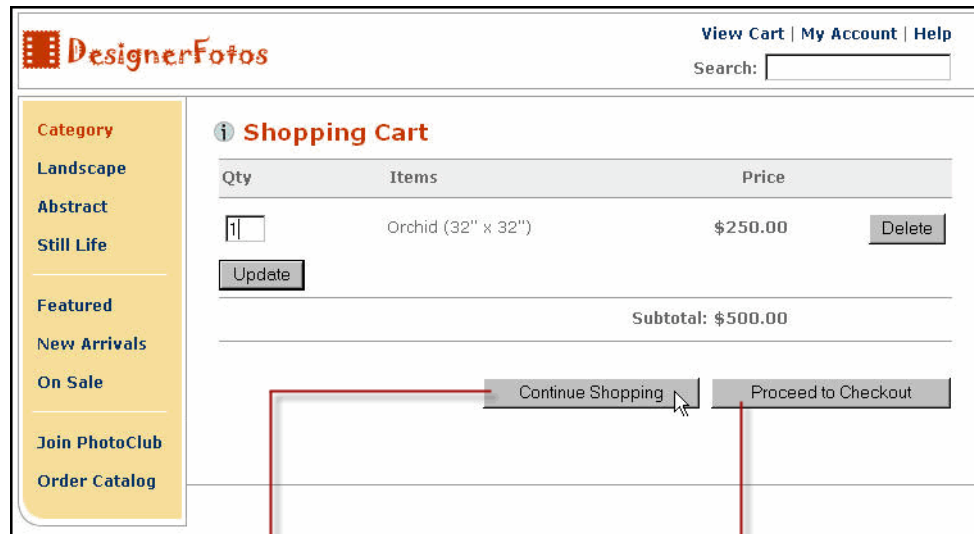 DesignerFotos
View Cart | My Account | Help
Search:
Category
Landscape
Abstract
Still Life
Featured
New Arrivals
On Sale
Join PhotoClub
Order Catalog
i Shopping Cart
Qty Items Price
1 Orchid (32" x 32") $250.00 Delete
Update
Subtotal: $500.00
Continue Shopping Proceed to Checkout